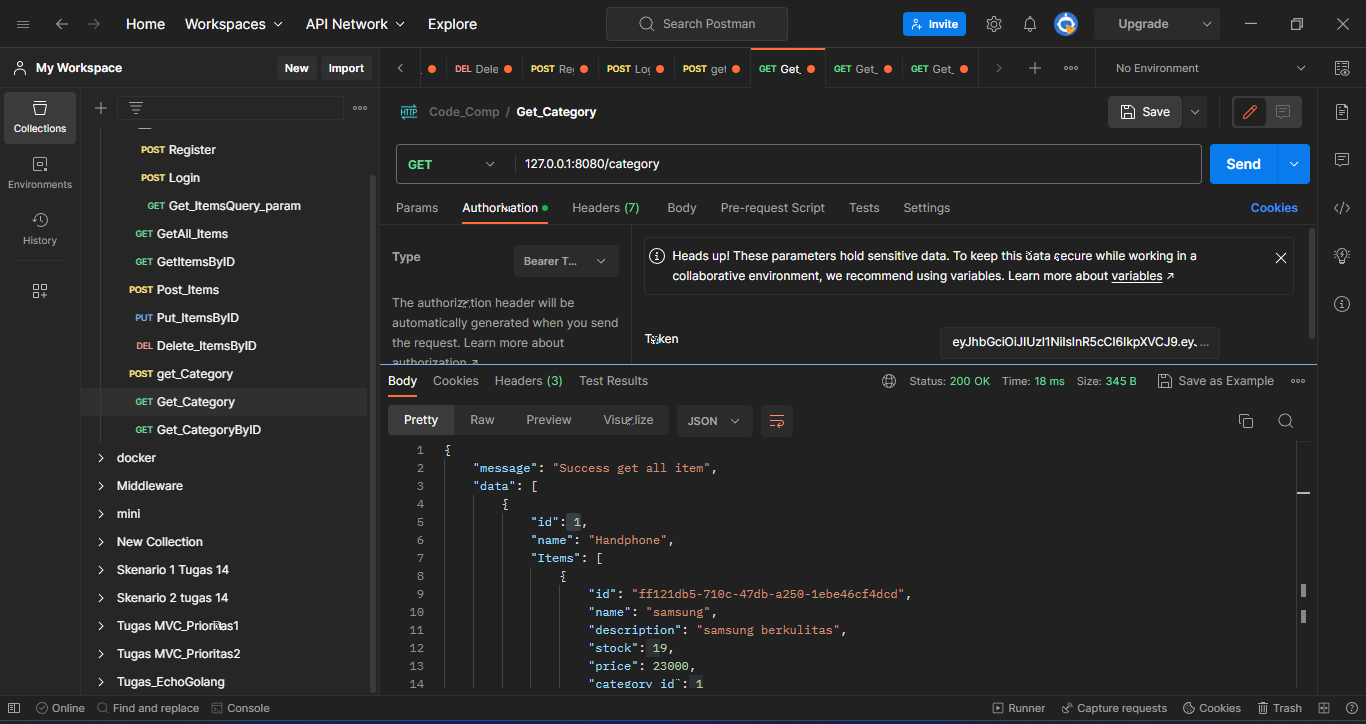 Home Workspaces API Network Explore Search Postman Invite Upgrade
My Workspace New Import
DEL Dele POST Re POST Lo POST get GET Get_ GET Get_ GET Get_ No Environment
Collections
Environments
History
POST Register
POST Login
GET Get_ItemsQuery_param
GET GetAll_Items
GET GetItemsByID
POST Post_Items
PUT Put_ItemsByID
DEL Delete_ItemsByID
POST get_Category
GET Get_Category
GET Get_CategoryByID
docker
Middleware
mini
New Collection
Skenario 1 Tugas 14
Skenario 2 tugas 14
Tugas MVC_Prioritas1
Tugas MVC_Prioritas2
Tugas_EchoGolang
HTTP Code_Comp / Get_Category Save
GET 127.0.0.1:8080/category Send
Params Authorization Headers (7) Body Pre-request Script Tests Settings Cookies
Type Bearer T...
The authorization header will be
automatically generated when you send
the request. Learn more about
authorization ↗
Heads up! These parameters hold sensitive data. To keep this data secure while working in a
collaborative environment, we recommend using variables. Learn more about variables ↗
Token
Body Cookies Headers (3) Test Results Status: 200 OK Time: 18 ms Size: 345 B Save as Example
Pretty Raw Preview Visualize JSON
1 {
2 "message": "Success get all item",
3 "data": [
4 {
5 "id": 1,
6 "name": "Handphone",
7 "Items": [
8 {
9 "id": "ff121db5-710c-47db-a250-1ebe46cf4dcd",
10 "name": "samsung",
11 "description": "samsung berkulitas",
12 "stock": 19,
13 "price": 23000,
14 "category_id": 1
Online Find and replace Console Runner Capture requests Cookies Trash